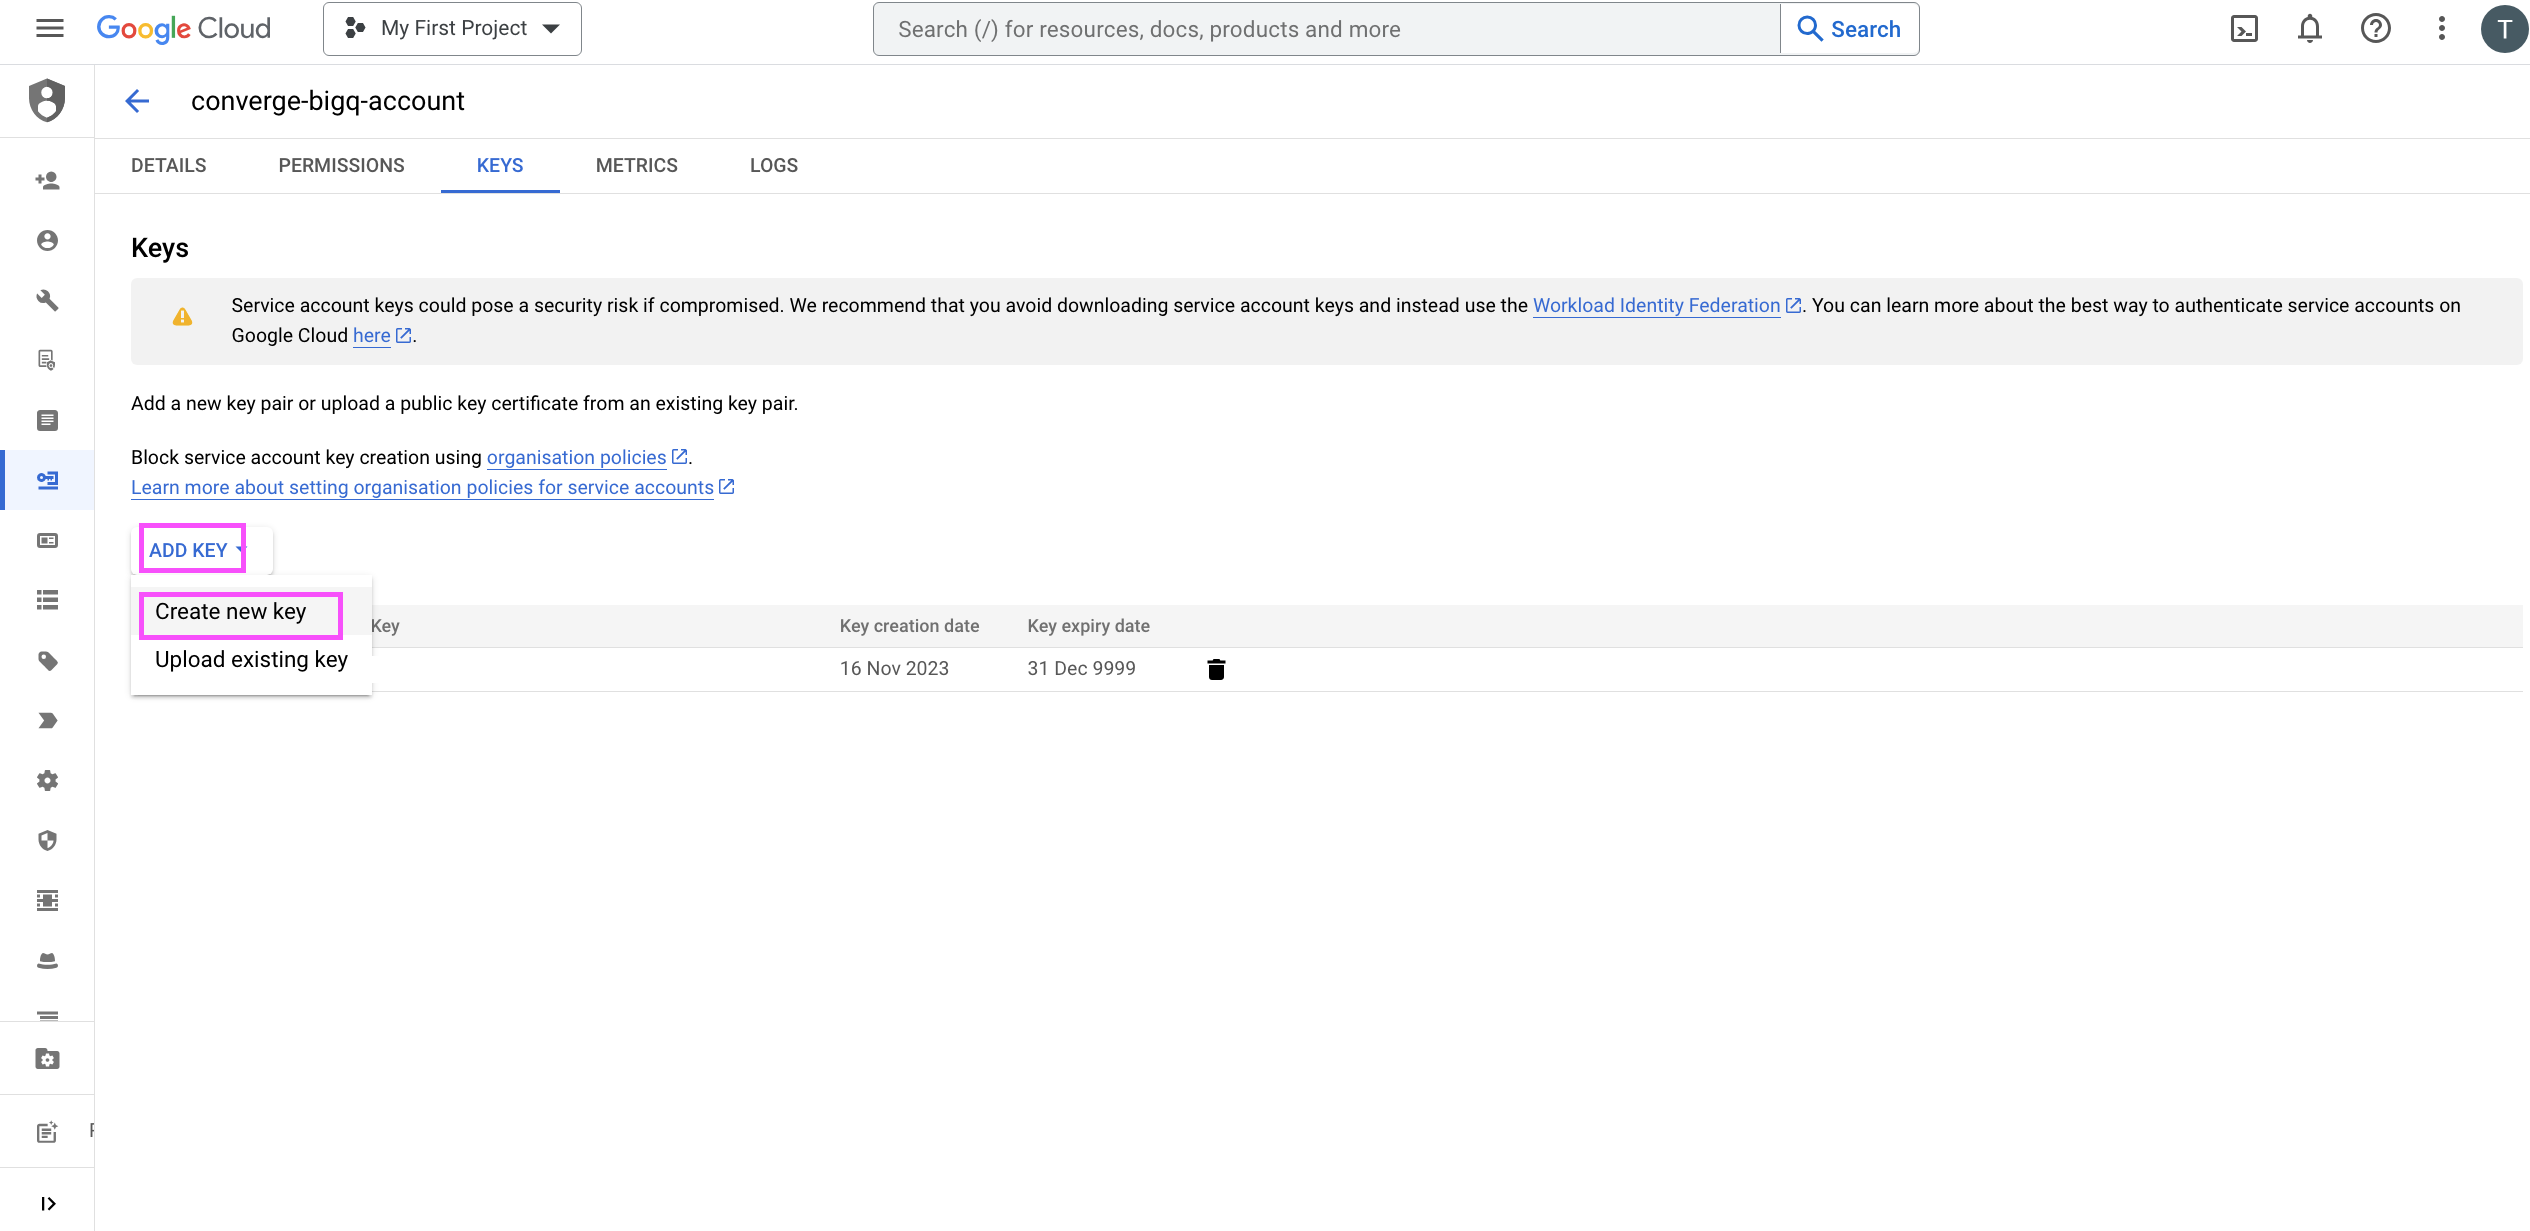 Google Cloud
My First Project
Search (/) for resources, docs, products and more
Search
T
converge-bigq-account
DETAILS
PERMISSIONS
KEYS
METRICS
LOGS
Keys
Service account keys could pose a security risk if compromised. We recommend that you avoid downloading service account keys and instead use the Workload Identity Federation. You can learn more about the best way to authenticate service accounts on
Google Cloud here.
Add a new key pair or upload a public key certificate from an existing key pair.
Block service account key creation using organisation policies.
Learn more about setting organisation policies for service accounts
ADD KEY
Create new key
Upload existing key
Key
Key creation date
Key expiry date
16 Nov 2023
31 Dec 9999